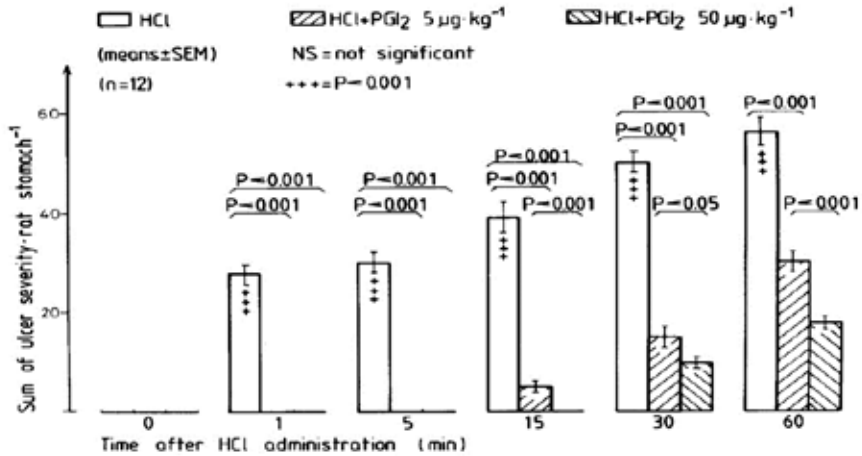 HCl HCl+PGI₂ 5 µg·kg⁻¹ HCl+PGI₂ 50 µg·kg⁻¹
(means±SEM) NS = not significant
(n=12) +++=P<0.001
Sum of ulcer severity·rat stomach⁻¹
60
40
20
P<0.001
P<0.001
+++
P<0.001
P<0.001
+++
P<0.001
P<0.001
P<0.001
+++
P<0.001
P<0.001
P<0.05
+++
P<0.001
P<0.001
+++
0 1 5 15 30 60
Time after HCl administration (min)